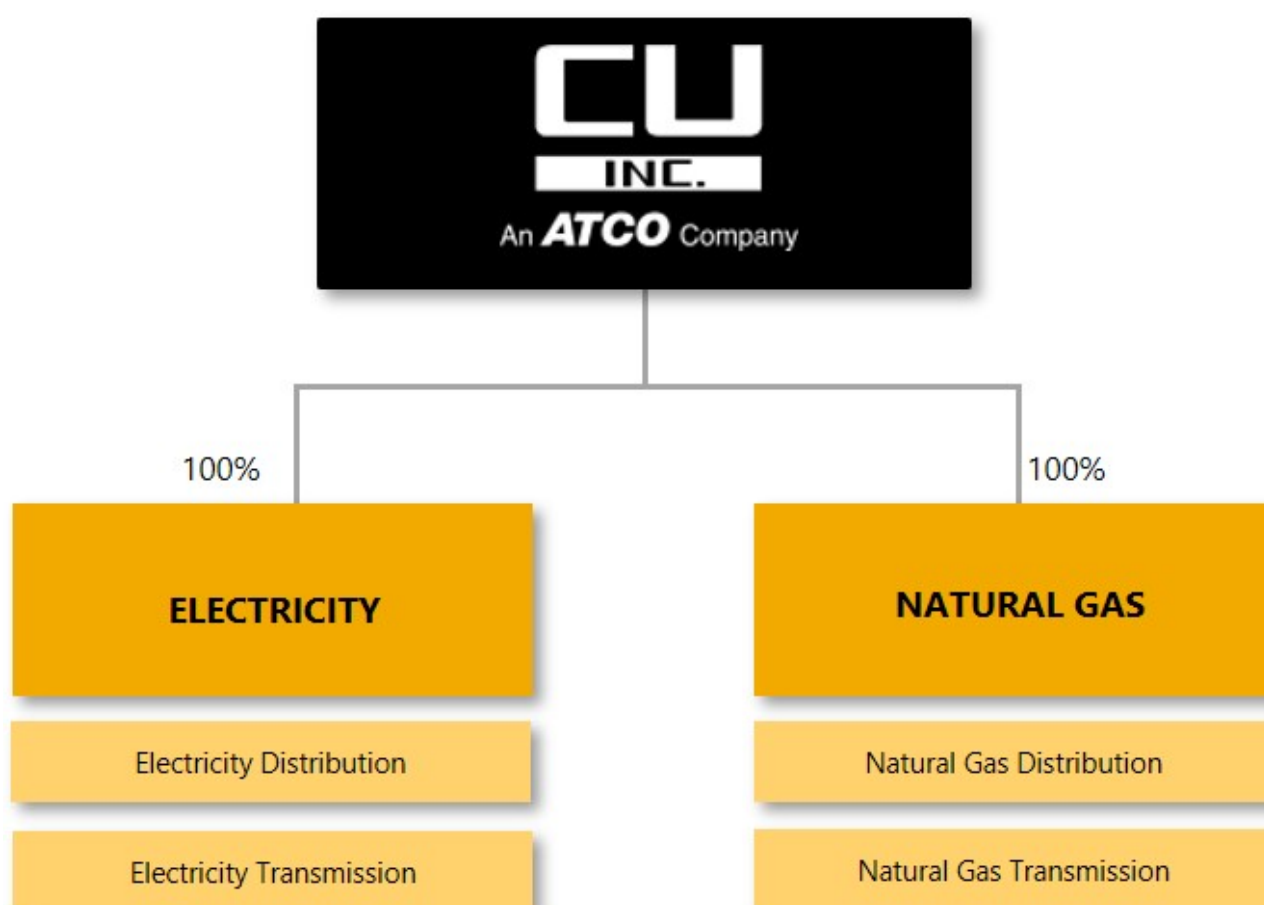 CU
INC.
An ATCO Company
100%
100%
ELECTRICITY
NATURAL GAS
Electricity Distribution
Natural Gas Distribution
Electricity Transmission
Natural Gas Transmission